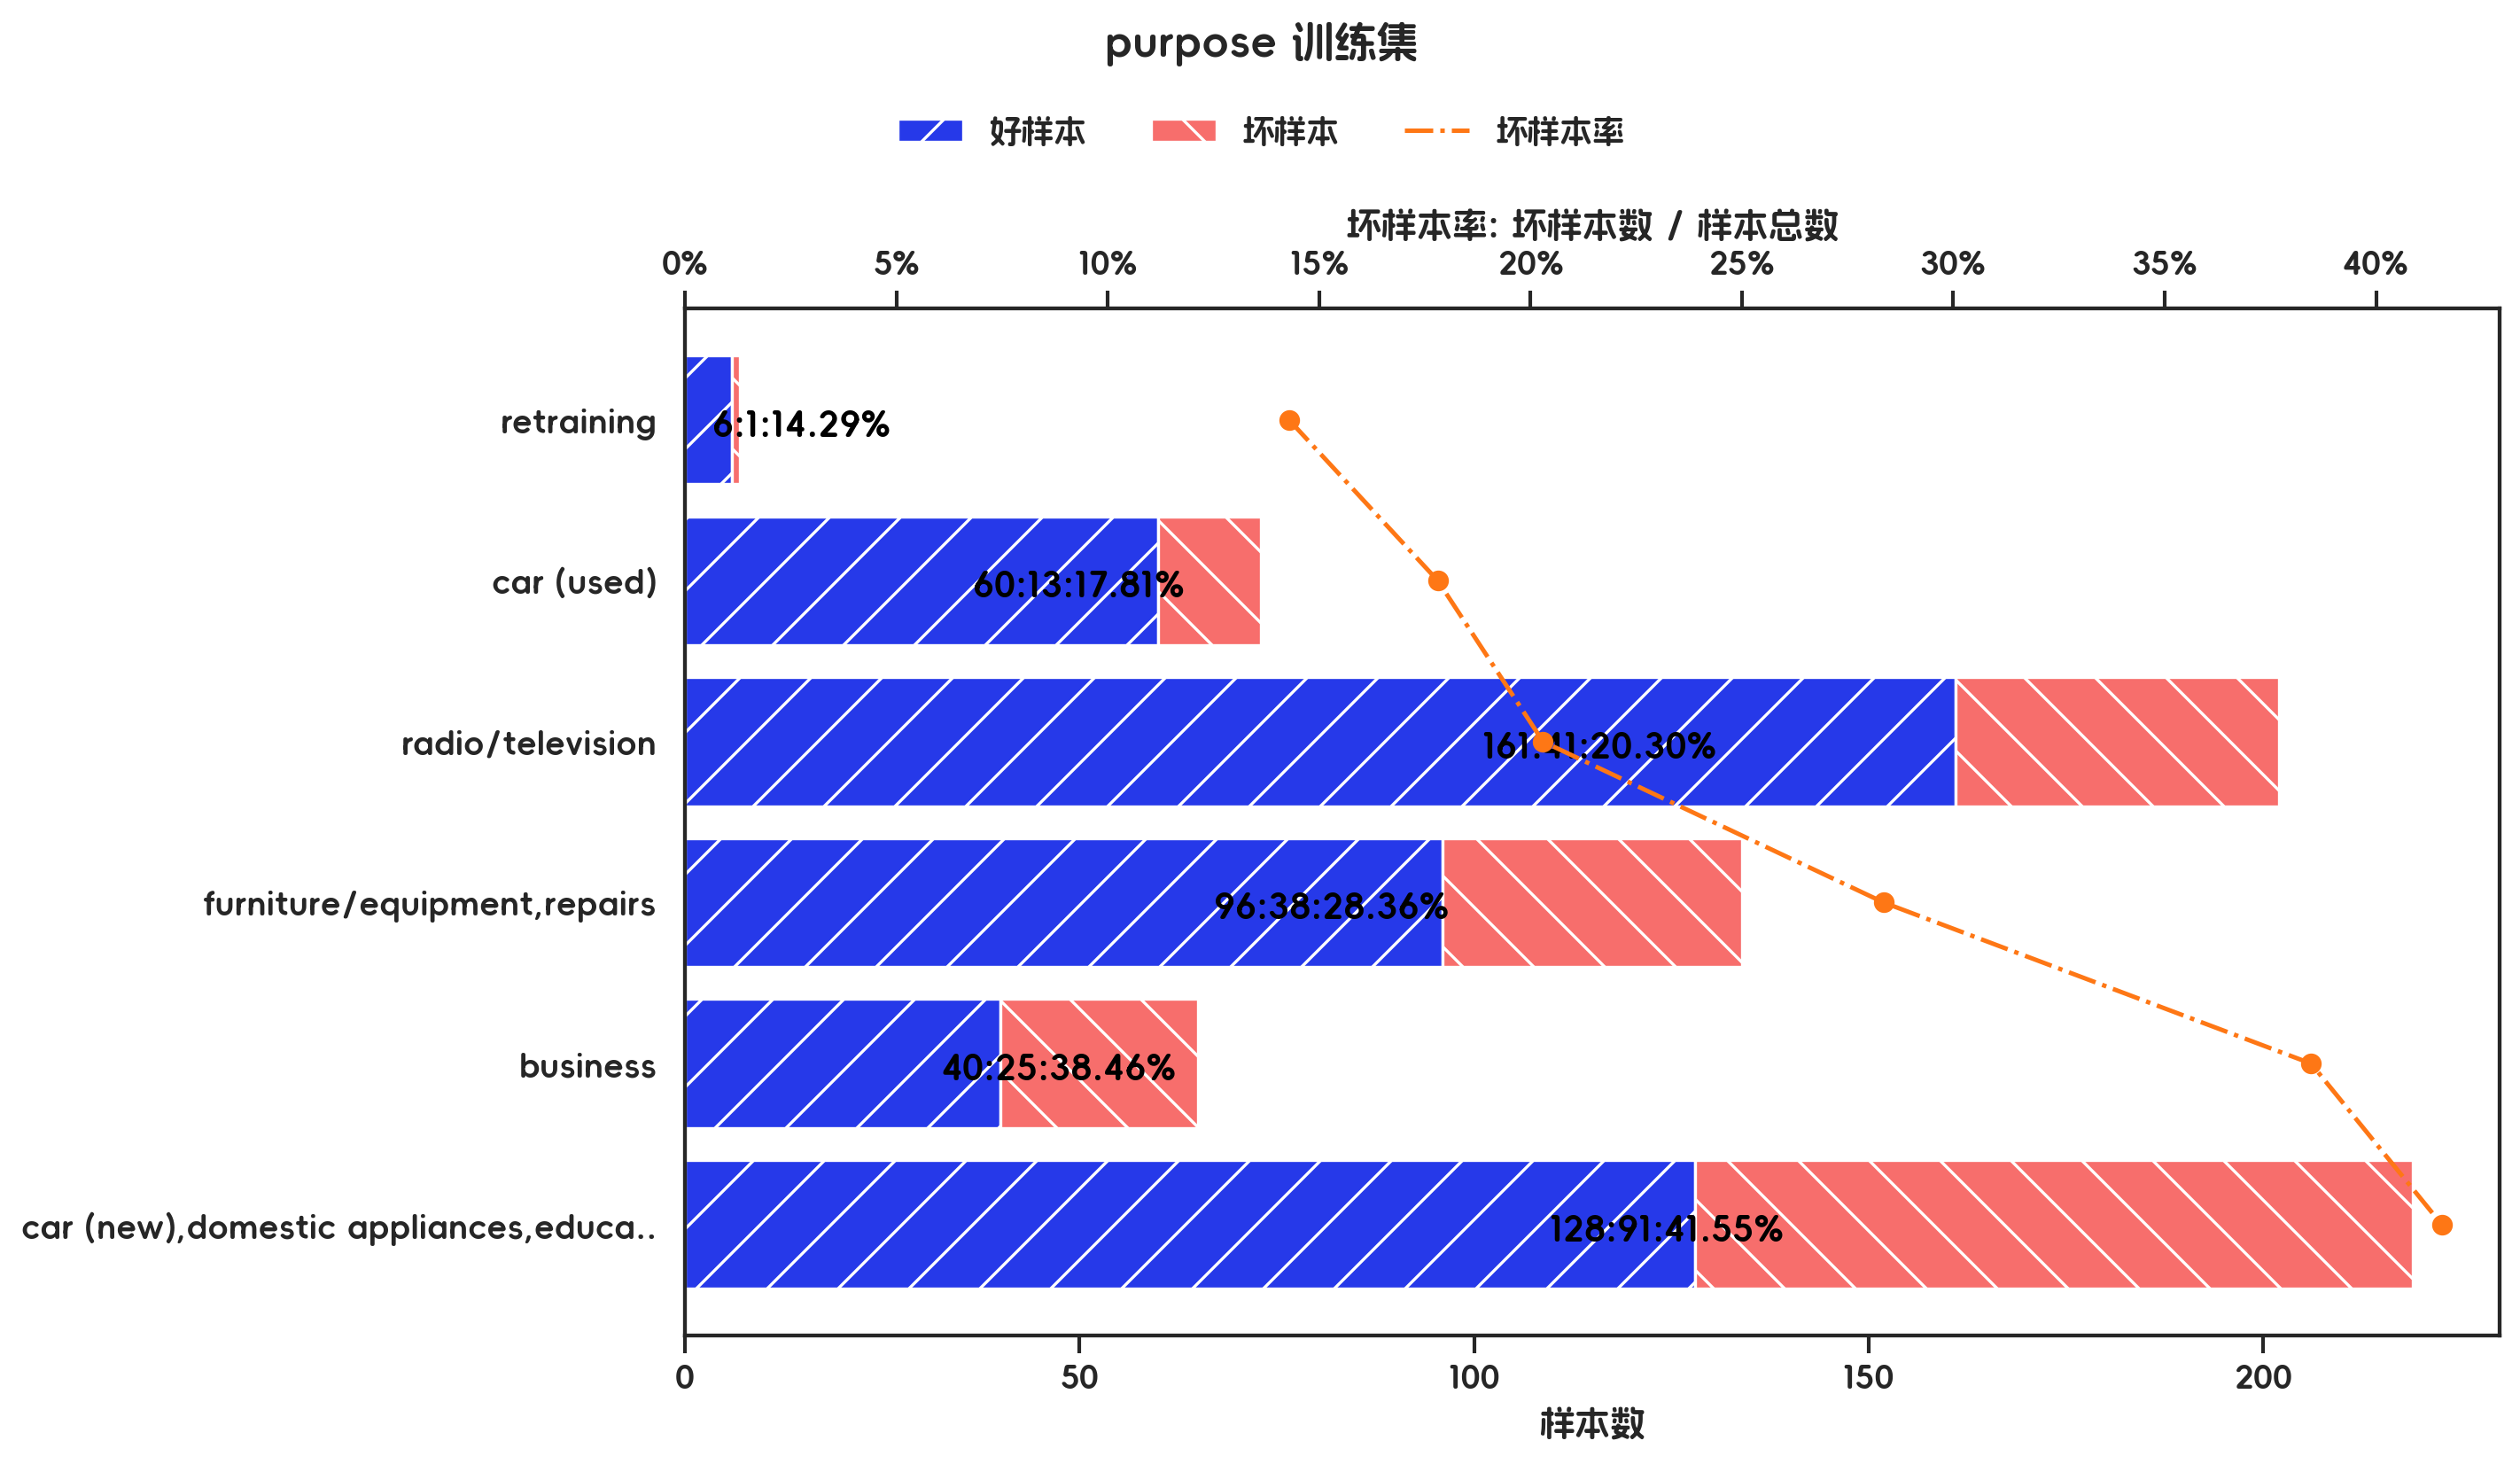 purpose 训练集
好样本 坏样本 坏样本率
坏样本率: 坏样本数 / 样本总数
0% 5% 10% 15% 20% 25% 30% 35% 40%
retraining 6:1:14.29%
car (used) 60:13:17.81%
radio/television 161:41:20.30%
furniture/equipment,repairs 96:38:28.36%
business 40:25:38.46%
car (new),domestic appliances,educa.. 128:91:41.55%
0 50 100 150 200
样本数